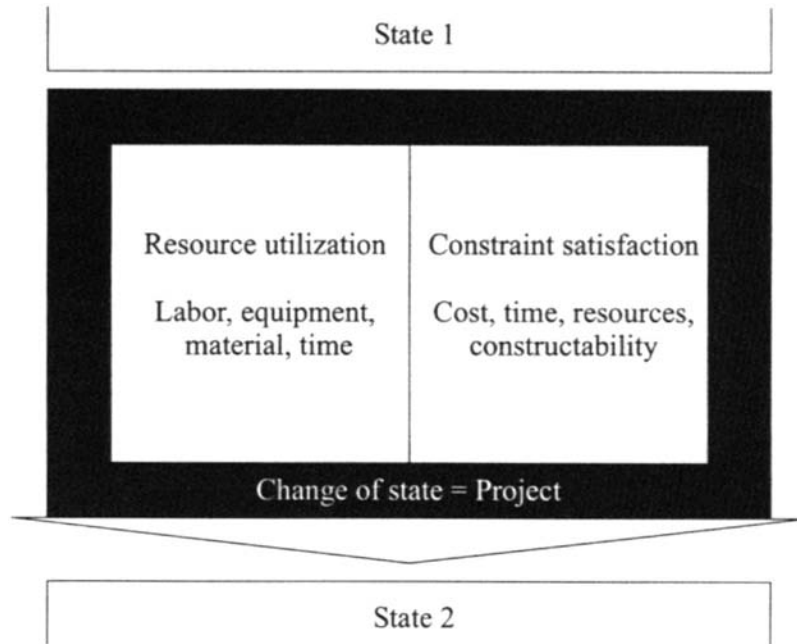 State 1
Resource utilization
Labor, equipment,
material, time
Constraint satisfaction
Cost, time, resources,
constructability
Change of state = Project
State 2